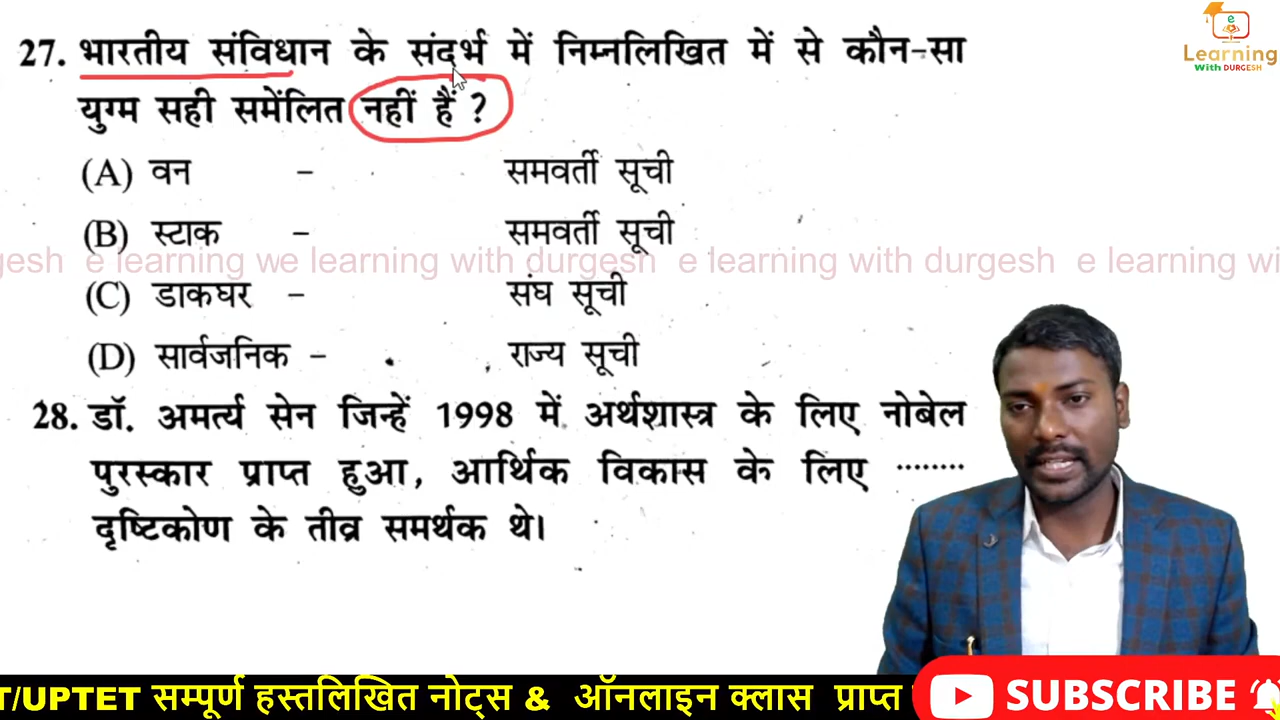 e
Learning
With DURGESH
27. भारतीय संविधान के संदर्भ में निम्नलिखित में से कौन-सा
युग्म सही समेंलित नहीं हैं ?
(A) वन - समवर्ती सूची
(B) स्टाक - समवर्ती सूची
gesh e learning we learning with durgesh e learning with durgesh e learning wi
(C) डाकघर - संघ सूची
(D) सार्वजनिक - राज्य सूची
28. डॉ. अमर्त्य सेन जिन्हें 1998 में अर्थशास्त्र के लिए नोबेल
पुरस्कार प्राप्त हुआ, आर्थिक विकास के लिए ........
दृष्टिकोण के तीव्र समर्थक थे।
T/UPTET सम्पूर्ण हस्तलिखित नोट्स & ऑनलाइन क्लास प्राप्त
SUBSCRIBE